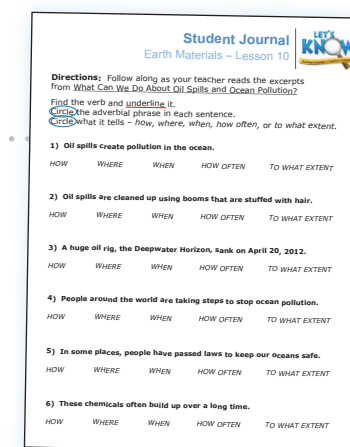 Student Journal
Earth Materials – Lesson 10
LET'S
KNOW
Directions: Follow along as your teacher reads the excerpts
from What Can We Do About Oil Spills and Ocean Pollution?
Find the verb and underline it.
Circle the adverbial phrase in each sentence.
Circle what it tells – how, where, when, how often, or to what extent.
1) Oil spills create pollution in the ocean.
HOW WHERE WHEN HOW OFTEN TO WHAT EXTENT
2) Oil spills are cleaned up using booms that are stuffed with hair.
HOW WHERE WHEN HOW OFTEN TO WHAT EXTENT
3) A huge oil rig, the Deepwater Horizon, sank on April 20, 2012.
HOW WHERE WHEN HOW OFTEN TO WHAT EXTENT
4) People around the world are taking steps to stop ocean pollution.
HOW WHERE WHEN HOW OFTEN TO WHAT EXTENT
5) In some places, people have passed laws to keep our oceans safe.
HOW WHERE WHEN HOW OFTEN TO WHAT EXTENT
6) These chemicals often build up over a long time.
HOW WHERE WHEN HOW OFTEN TO WHAT EXTENT